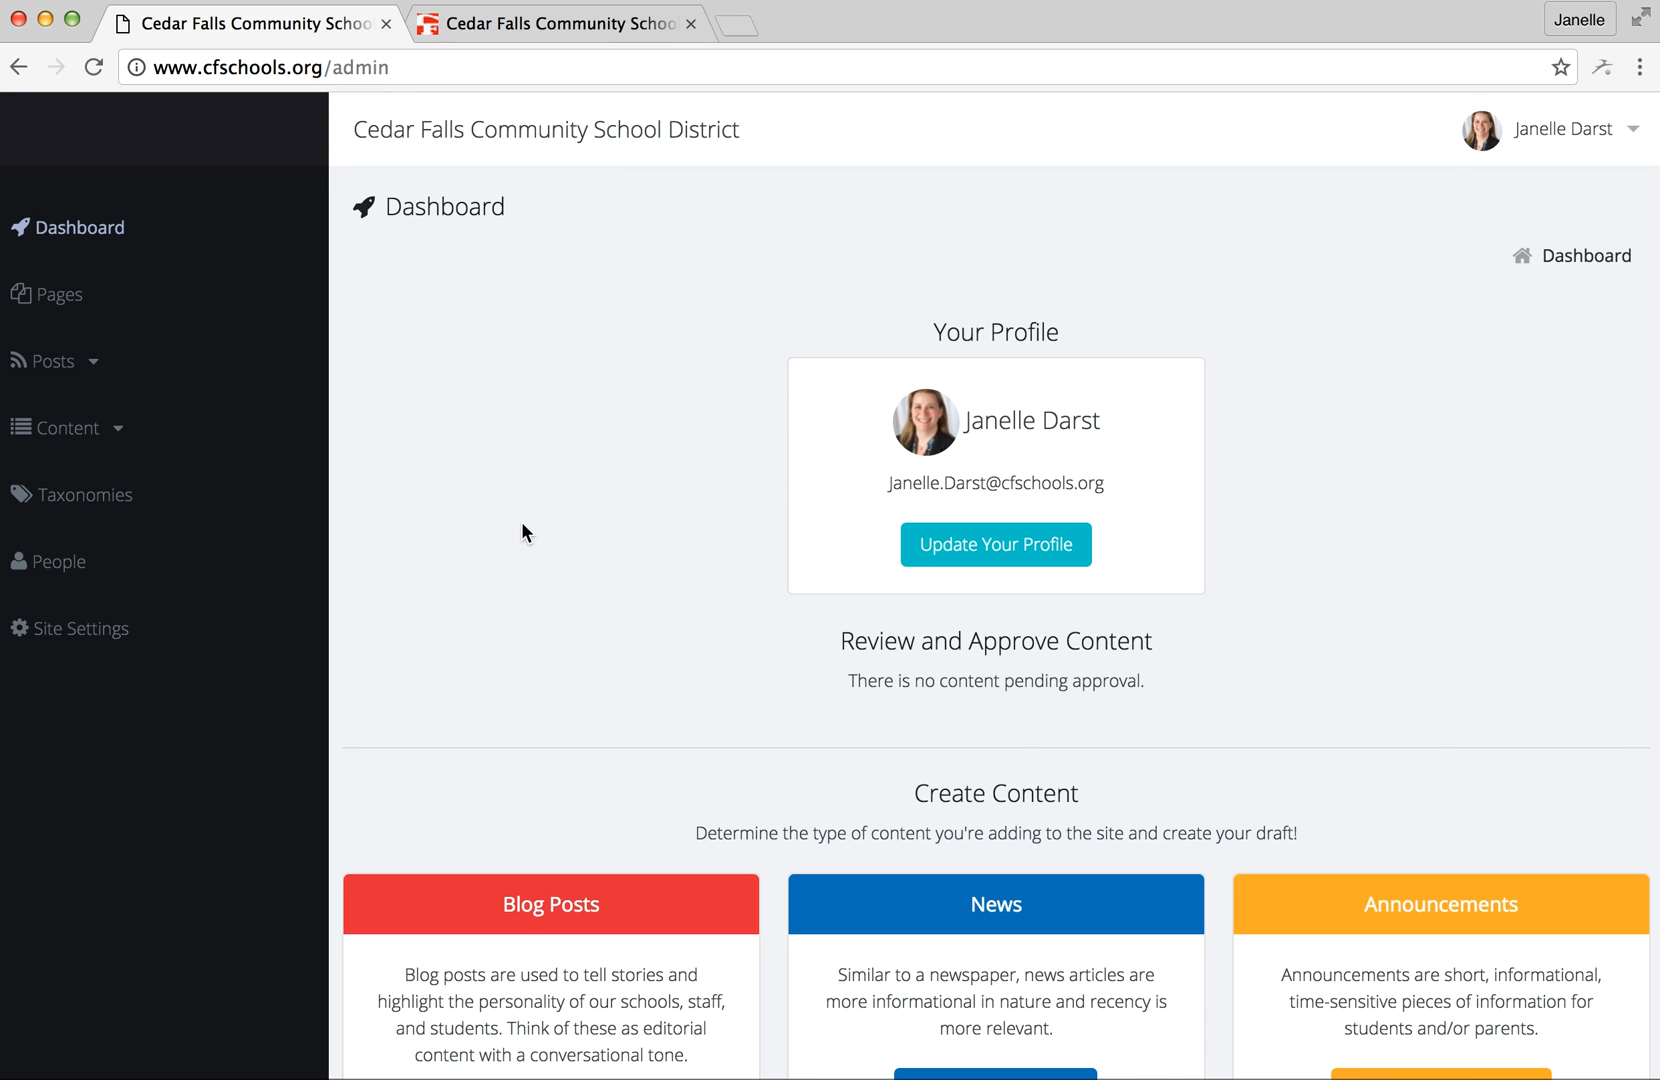 Cedar Falls Community Schoo
Cedar Falls Community Schoo
Janelle
www.cfschools.org/admin
Cedar Falls Community School District
Janelle Darst
Dashboard
Pages
Posts
Content
Taxonomies
People
Site Settings
Dashboard
Dashboard
Your Profile
Janelle Darst
Janelle.Darst@cfschools.org
Update Your Profile
Review and Approve Content
There is no content pending approval.
Create Content
Determine the type of content you're adding to the site and create your draft!
Blog Posts
Blog posts are used to tell stories and
highlight the personality of our schools, staff,
and students. Think of these as editorial
content with a conversational tone.
News
Similar to a newspaper, news articles are
more informational in nature and recency is
more relevant.
Announcements
Announcements are short, informational,
time-sensitive pieces of information for
students and/or parents.